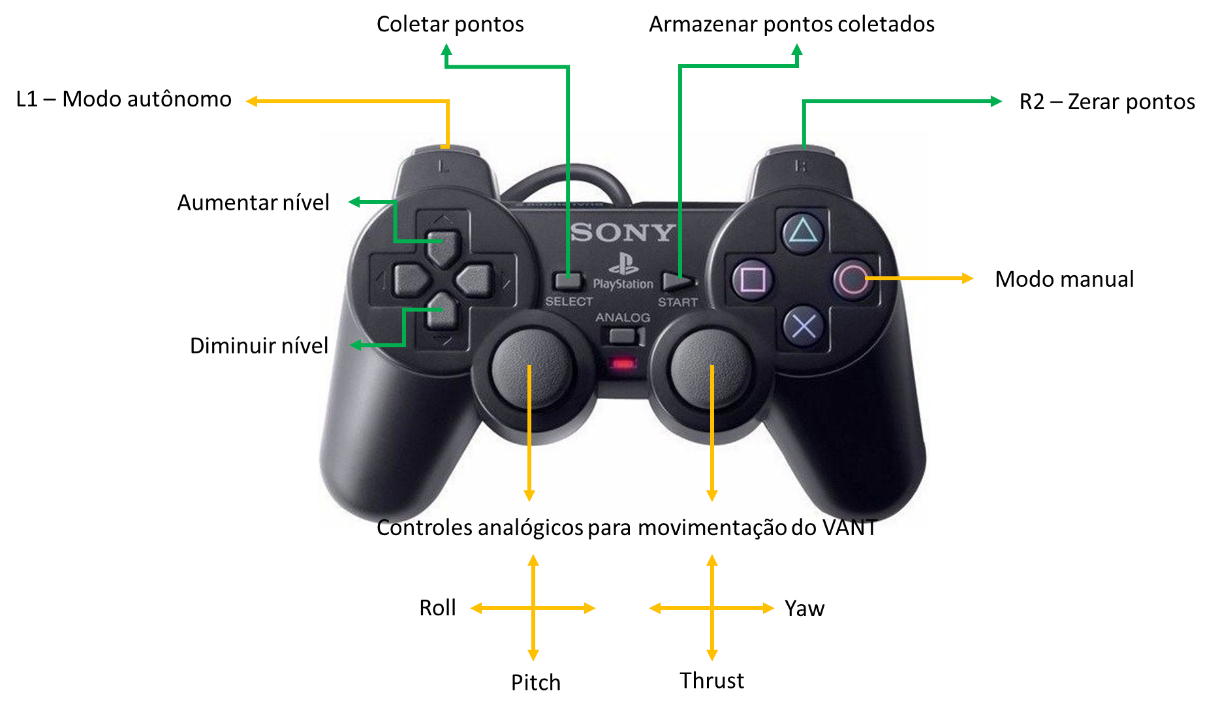 Coletar pontos
Armazenar pontos coletados
L1 – Modo autônomo
R2 – Zerar pontos
L
R
Aumentar nível
SONY
PlayStation
SELECT
START
Modo manual
ANALOG
Diminuir nível
Controles analógicos para movimentação do VANT
Roll
Yaw
Pitch
Thrust